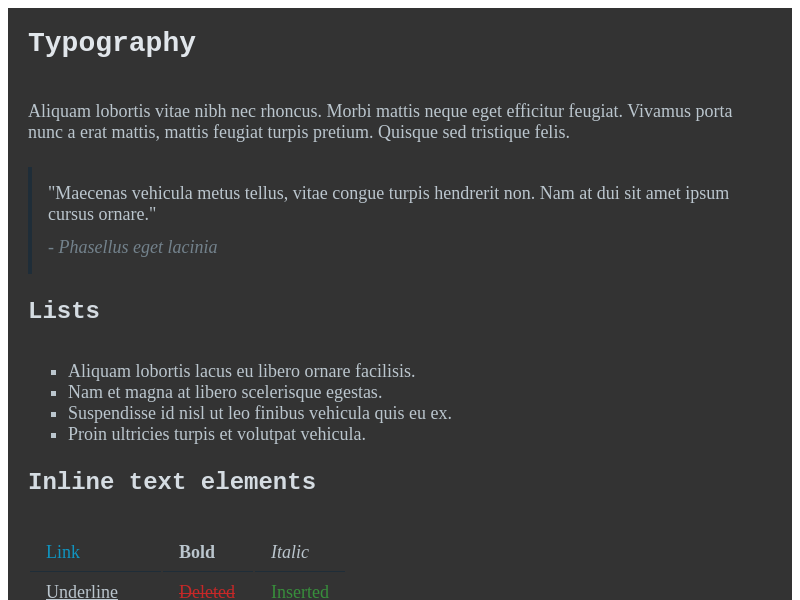 Typography
Aliquam lobortis vitae nibh nec rhoncus. Morbi mattis neque eget efficitur feugiat. Vivamus porta
nunc a erat mattis, mattis feugiat turpis pretium. Quisque sed tristique felis.
"Maecenas vehicula metus tellus, vitae congue turpis hendrerit non. Nam at dui sit amet ipsum
cursus ornare."
- Phasellus eget lacinia
Lists
Aliquam lobortis lacus eu libero ornare facilisis.
Nam et magna at libero scelerisque egestas.
Suspendisse id nisl ut leo finibus vehicula quis eu ex.
Proin ultricies turpis et volutpat vehicula.
Inline text elements
Link Bold Italic
Underline Deleted Inserted